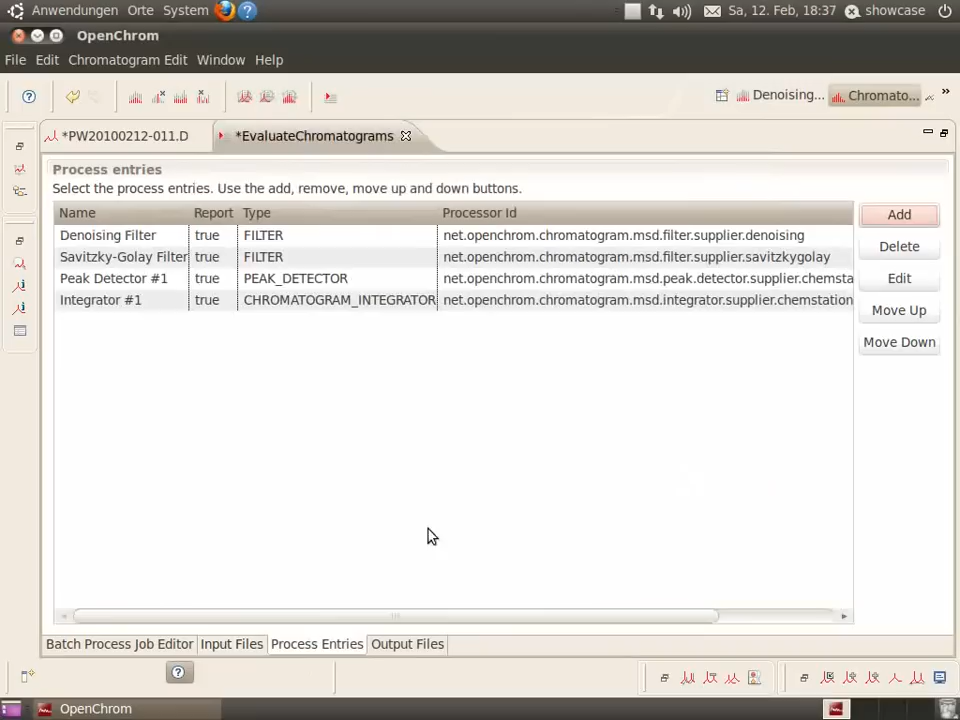 Anwendungen Orte System Sa, 12. Feb, 18:37 showcase
OpenChrom
File Edit Chromatogram Edit Window Help
Denoising... Chromato... »
*PW20100212-011.D *EvaluateChromatograms
Process entries
Select the process entries. Use the add, remove, move up and down buttons.
Name Report Type Processor Id
Denoising Filter true FILTER net.openchrom.chromatogram.msd.filter.supplier.denoising
Savitzky-Golay Filter true FILTER net.openchrom.chromatogram.msd.filter.supplier.savitzkygolay
Peak Detector #1 true PEAK_DETECTOR net.openchrom.chromatogram.msd.peak.detector.supplier.chemsta
Integrator #1 true CHROMATOGRAM_INTEGRATOR net.openchrom.chromatogram.msd.integrator.supplier.chemstation
Add
Delete
Edit
Move Up
Move Down
Batch Process Job Editor Input Files Process Entries Output Files
OpenChrom